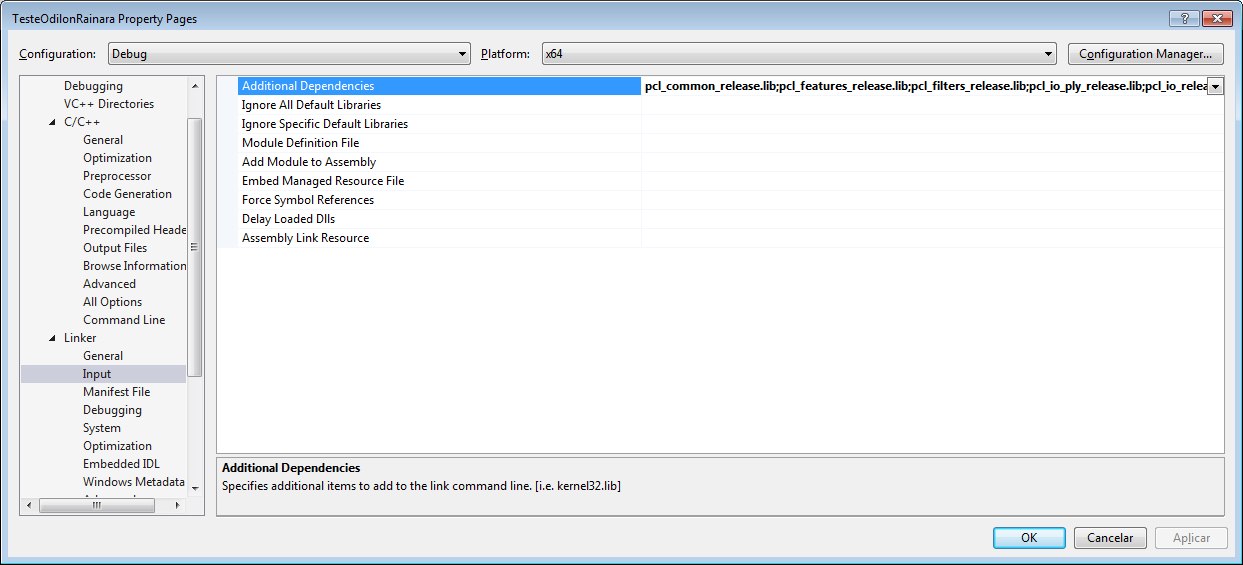 TesteOdilonRainara Property Pages
Configuration: Debug Platform: x64 Configuration Manager...
Debugging
VC++ Directories
C/C++
General
Optimization
Preprocessor
Code Generation
Language
Precompiled Heade
Output Files
Browse Information
Advanced
All Options
Command Line
Linker
General
Input
Manifest File
Debugging
System
Optimization
Embedded IDL
Windows Metadata
Additional Dependencies pcl_common_release.lib;pcl_features_release.lib;pcl_filters_release.lib;pcl_io_ply_release.lib;pcl_io_relea
Ignore All Default Libraries
Ignore Specific Default Libraries
Module Definition File
Add Module to Assembly
Embed Managed Resource File
Force Symbol References
Delay Loaded Dlls
Assembly Link Resource
Additional Dependencies
Specifies additional items to add to the link command line. [i.e. kernel32.lib]
OK Cancelar Aplicar